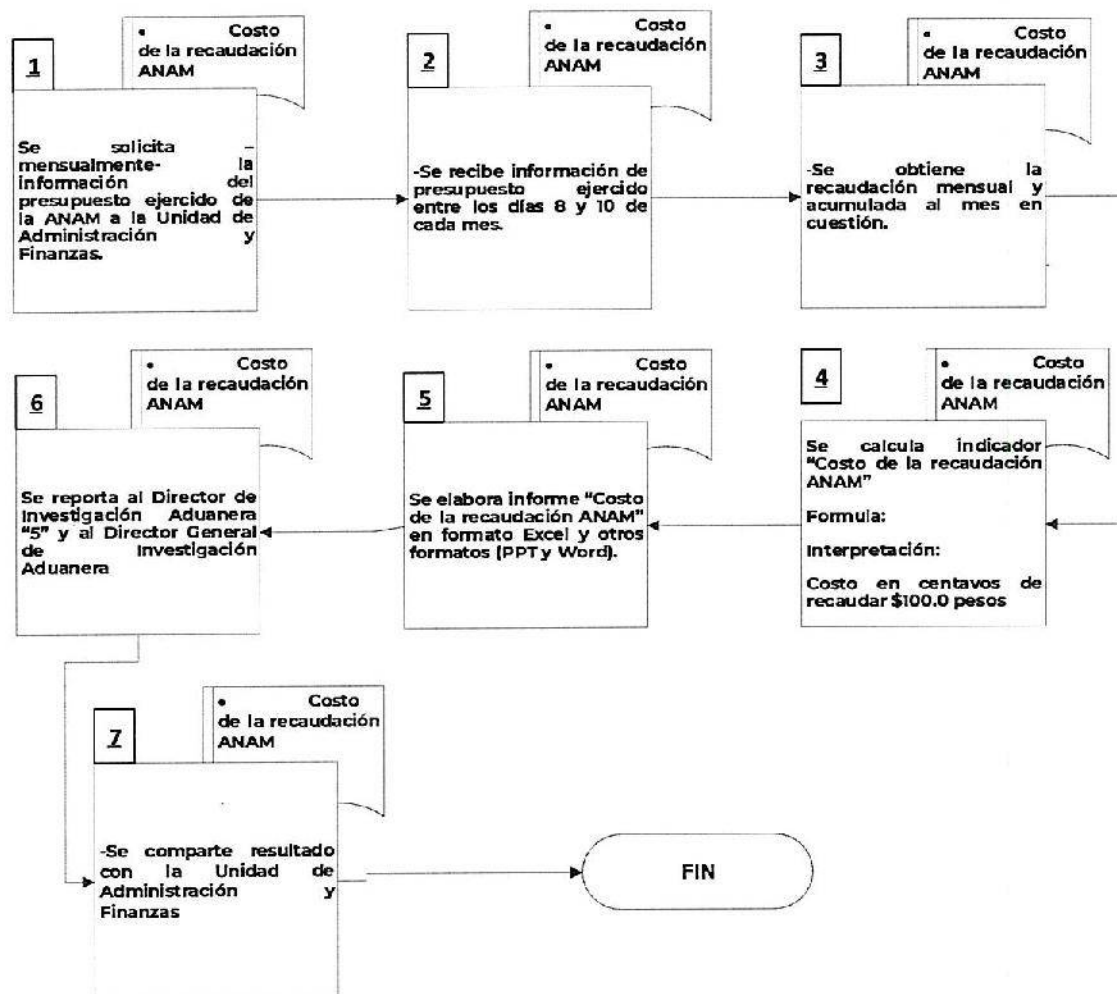 • Costo
de la recaudación
ANAM
1
Se solicita –
mensualmente- la
información del
presupuesto ejercido de
la ANAM a la Unidad de
Administración y
Finanzas.
• Costo
de la recaudación
ANAM
2
-Se recibe información de
presupuesto ejercido
entre los días 8 y 10 de
cada mes.
• Costo
de la recaudación
ANAM
3
-Se obtiene la
recaudación mensual y
acumulada al mes en
cuestión.
• Costo
de la recaudación
ANAM
4
Se calcula indicador
"Costo de la recaudación
ANAM"
Formula:
Interpretación:
Costo en centavos de
recaudar $100.0 pesos
• Costo
de la recaudación
ANAM
5
Se elabora informe "Costo
de la recaudación ANAM"
en formato Excel y otros
formatos (PPT y Word).
• Costo
de la recaudación
ANAM
6
Se reporta al Director de
Investigación Aduanera
"5" y al Director General
de Investigación
Aduanera
• Costo
de la recaudación
ANAM
7
-Se comparte resultado
con la Unidad de
Administración y
Finanzas
FIN